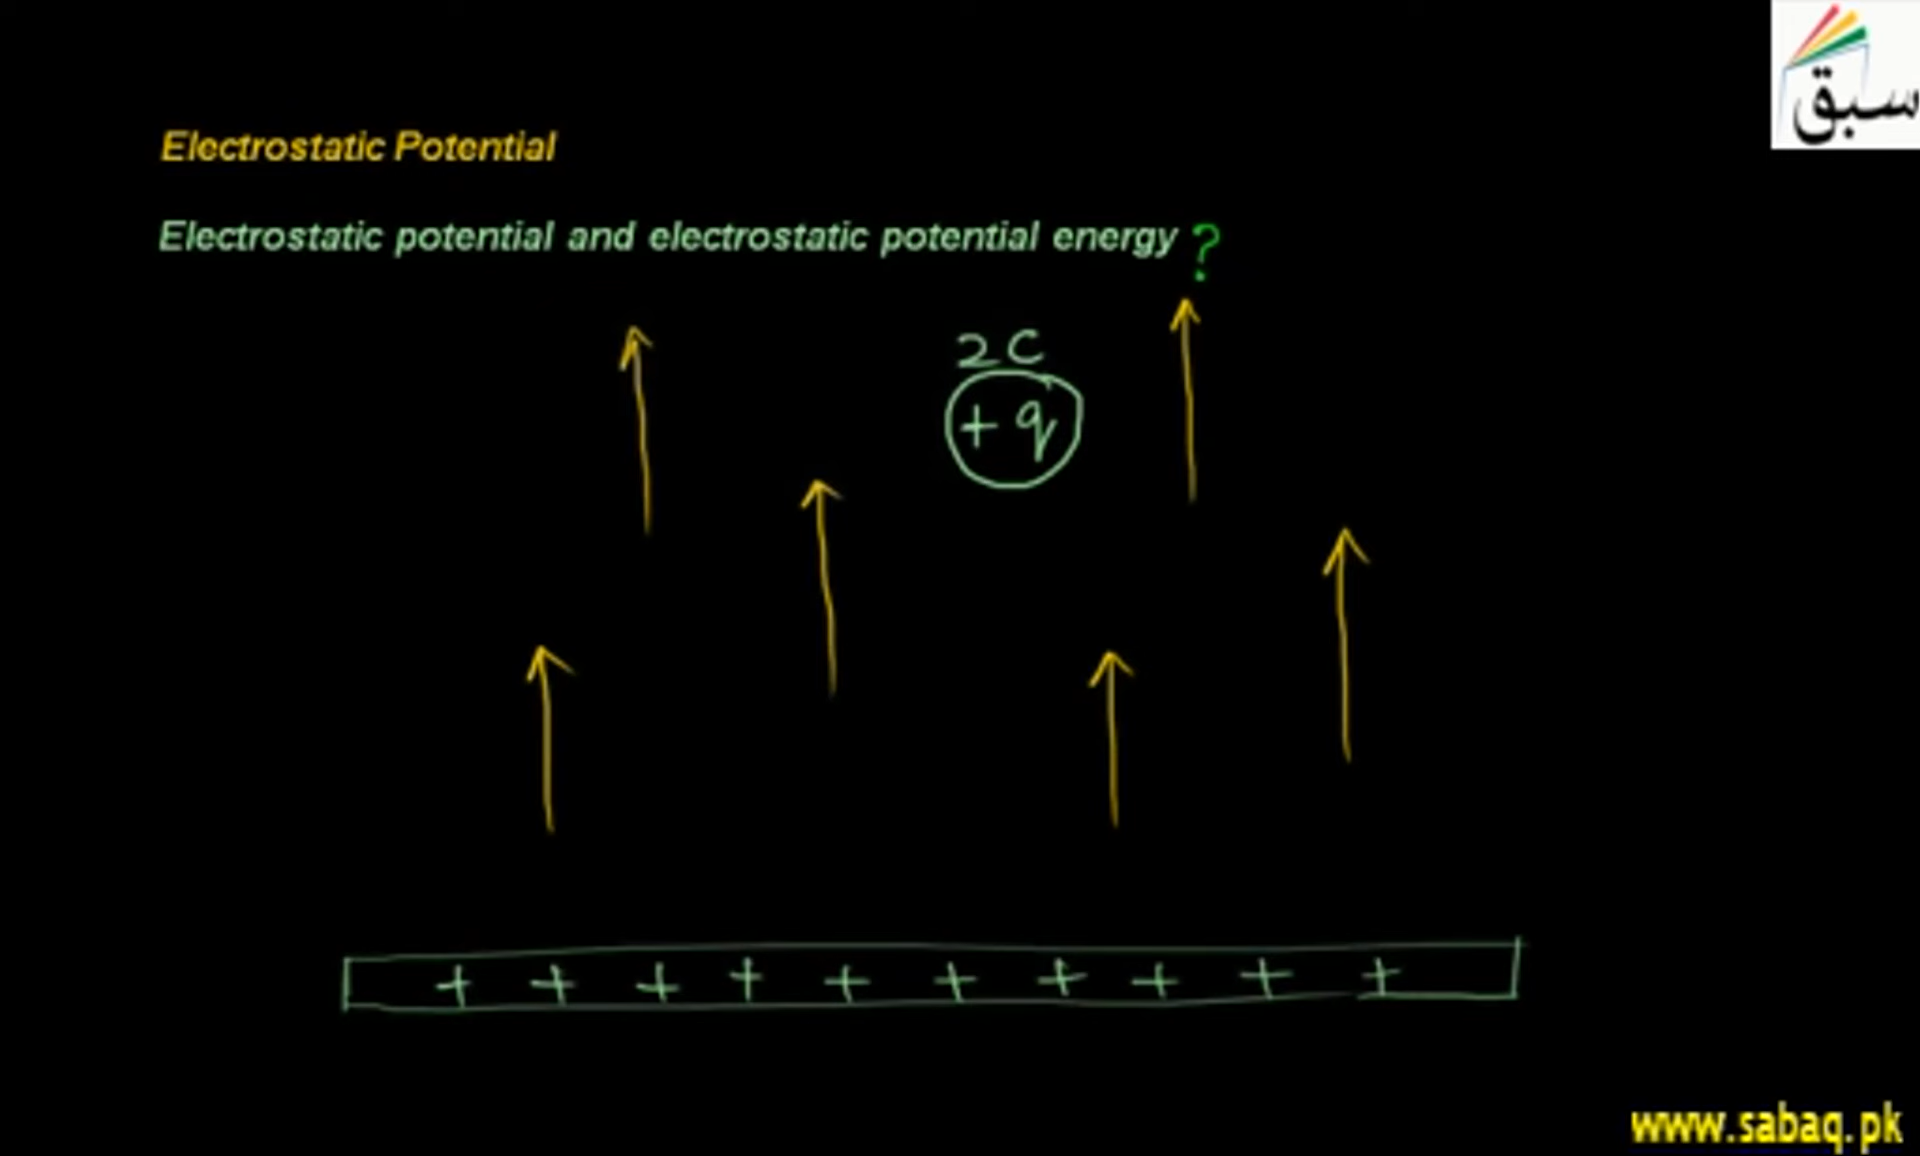 سبق
Electrostatic Potential
Electrostatic potential and electrostatic potential energy ?
2C
+q
+ + + + + + + + + +
www.sabaq.pk